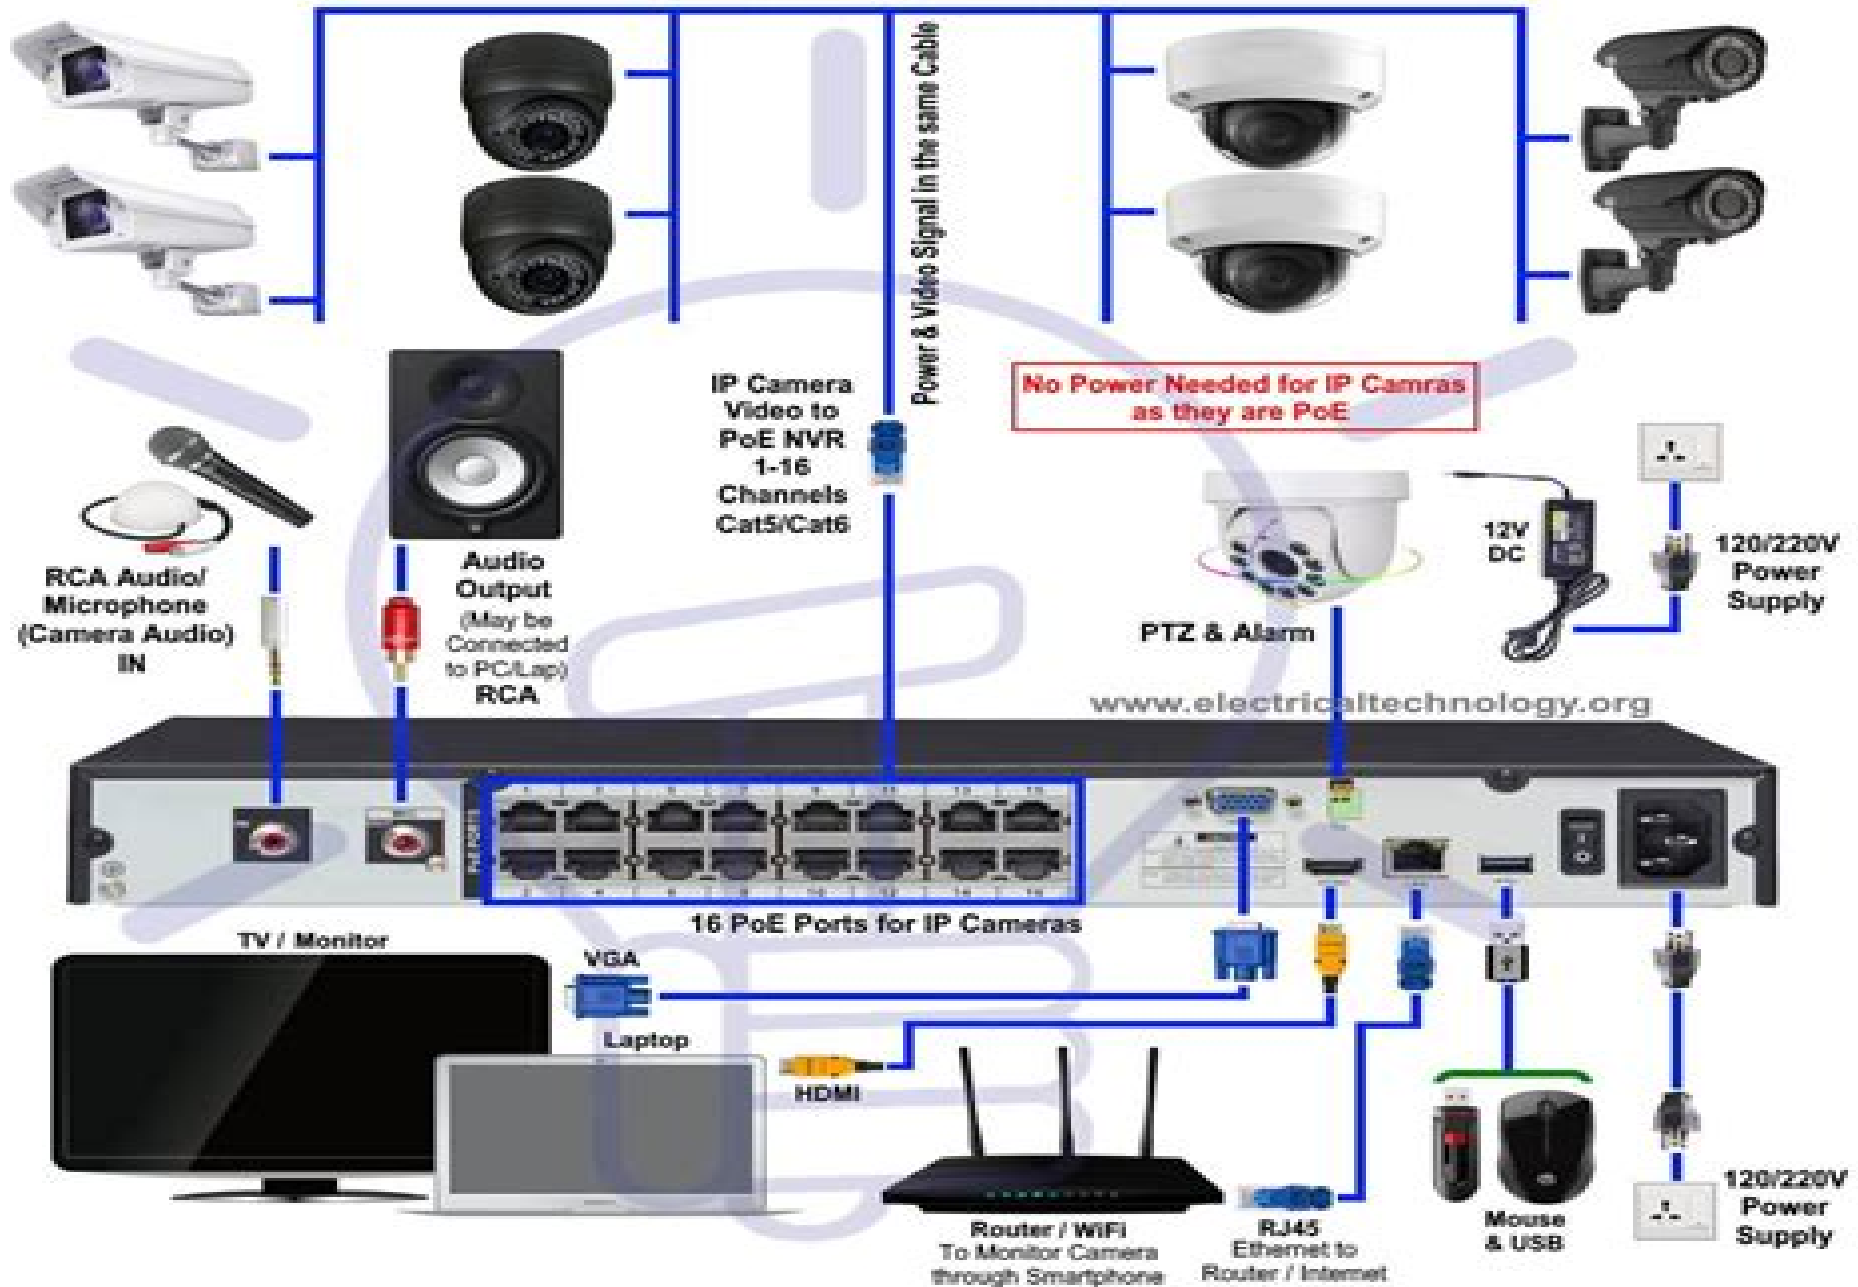 Power & Video Signal in the same Cable
IP Camera
Video to
PoE NVR
1-16
Channels
Cat5/Cat6
No Power Needed for IP Camras
as they are PoE
RCA Audio/
Microphone
(Camera Audio)
IN
Audio
Output
(May be
Connected
to PC/Lap)
RCA
PTZ & Alarm
12V
DC
120/220V
Power
Supply
www.electricaltechnology.org
16 PoE Ports for IP Cameras
TV / Monitor
VGA
Laptop
HDMI
Router / WiFi
To Monitor Camera
through Smartphone
RJ45
Ethernet to
Router / Internet
Mouse
& USB
120/220V
Power
Supply